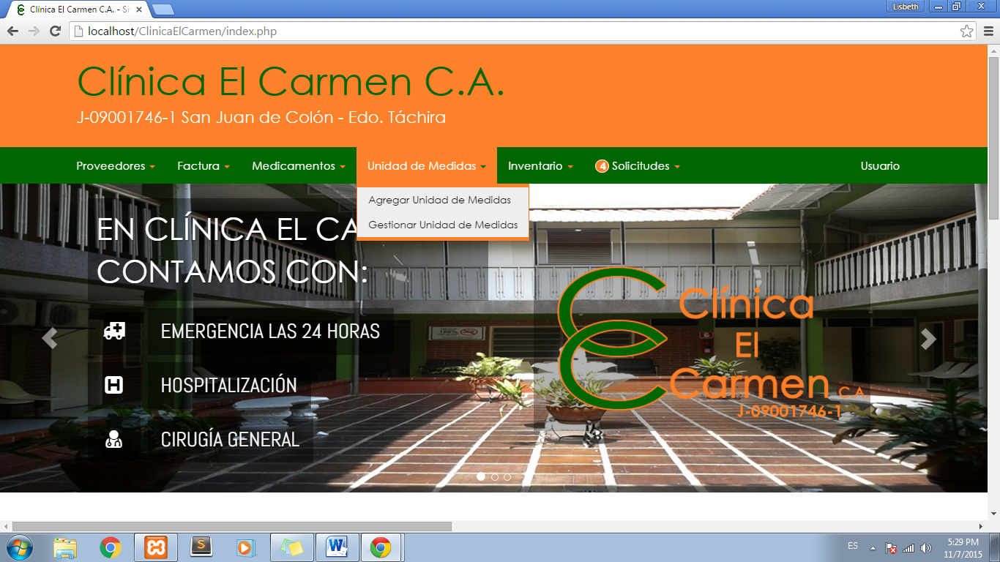 Clínica El Carmen C.A. - Si
Lisbeth
localhost/ClinicaElCarmen/index.php
Clínica El Carmen C.A.
J-09001746-1 San Juan de Colón - Edo. Táchira
Proveedores Factura Medicamentos Unidad de Medidas Inventario 4 Solicitudes Usuario
Agregar Unidad de Medidas
Gestionar Unidad de Medidas
EN CLÍNICA EL CA
CONTAMOS CON:
EMERGENCIA LAS 24 HORAS
HOSPITALIZACIÓN
CIRUGÍA GENERAL
Clínica
El
Carmen C.A.
J-09001746-1
ES
5:29 PM
11/7/2015